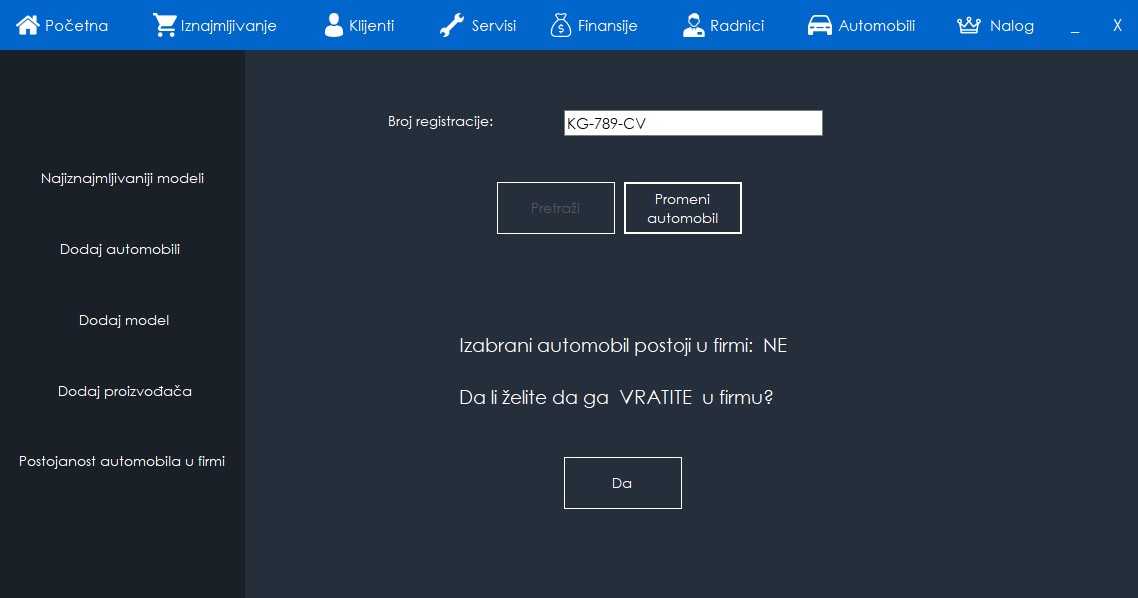 Početna Iznajmljivanje Klijenti Servisi Finansije Radnici Automobili Nalog _ X
Broj registracije: KG-789-CV
Najiznajmljivaniji modeli
Pretraži
Promeni
automobil
Dodaj automobili
Dodaj model
Izabrani automobil postoji u firmi: NE
Dodaj proizvođača
Da li želite da ga VRATITE u firmu?
Postojanost automobila u firmi
Da